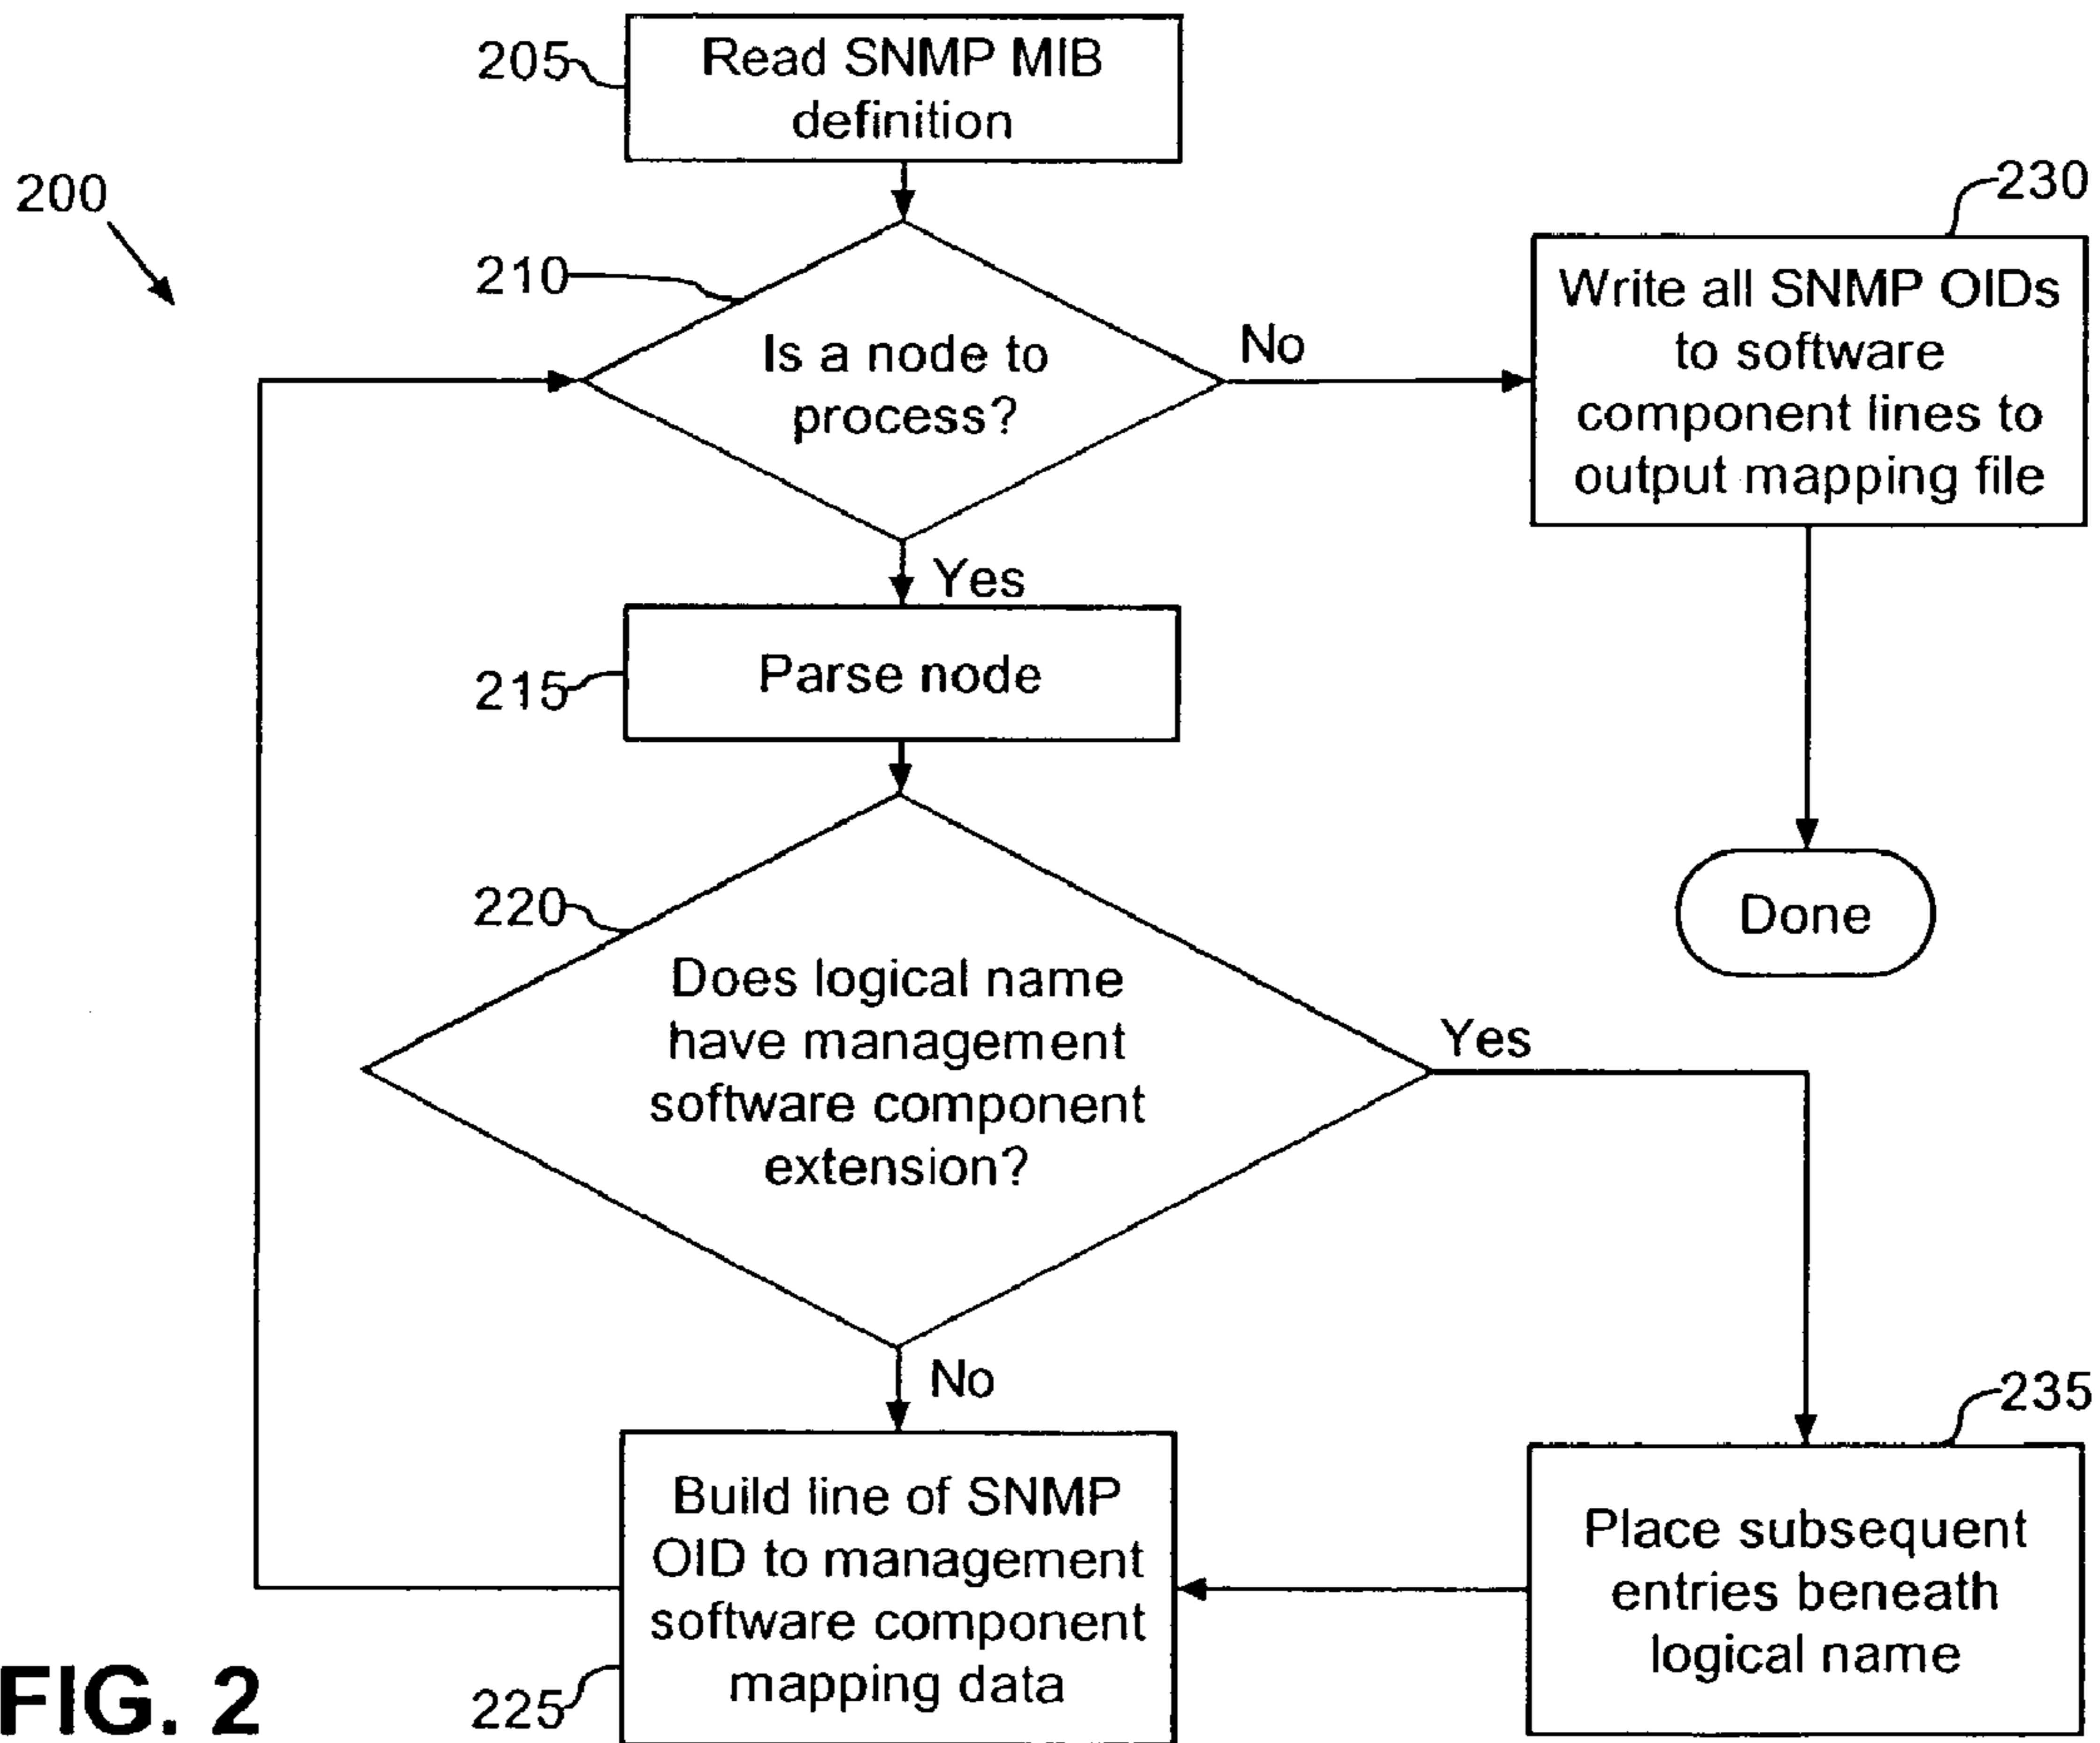 205
Read SNMP MIB
definition
200
210
Is a node to
process?
No
230
Write all SNMP OIDs
to software
component lines to
output mapping file
Yes
215
Parse node
Done
220
Does logical name
have management
software component
extension?
Yes
No
235
Place subsequent
entries beneath
logical name
225
Build line of SNMP
OID to management
software component
mapping data
FIG. 2